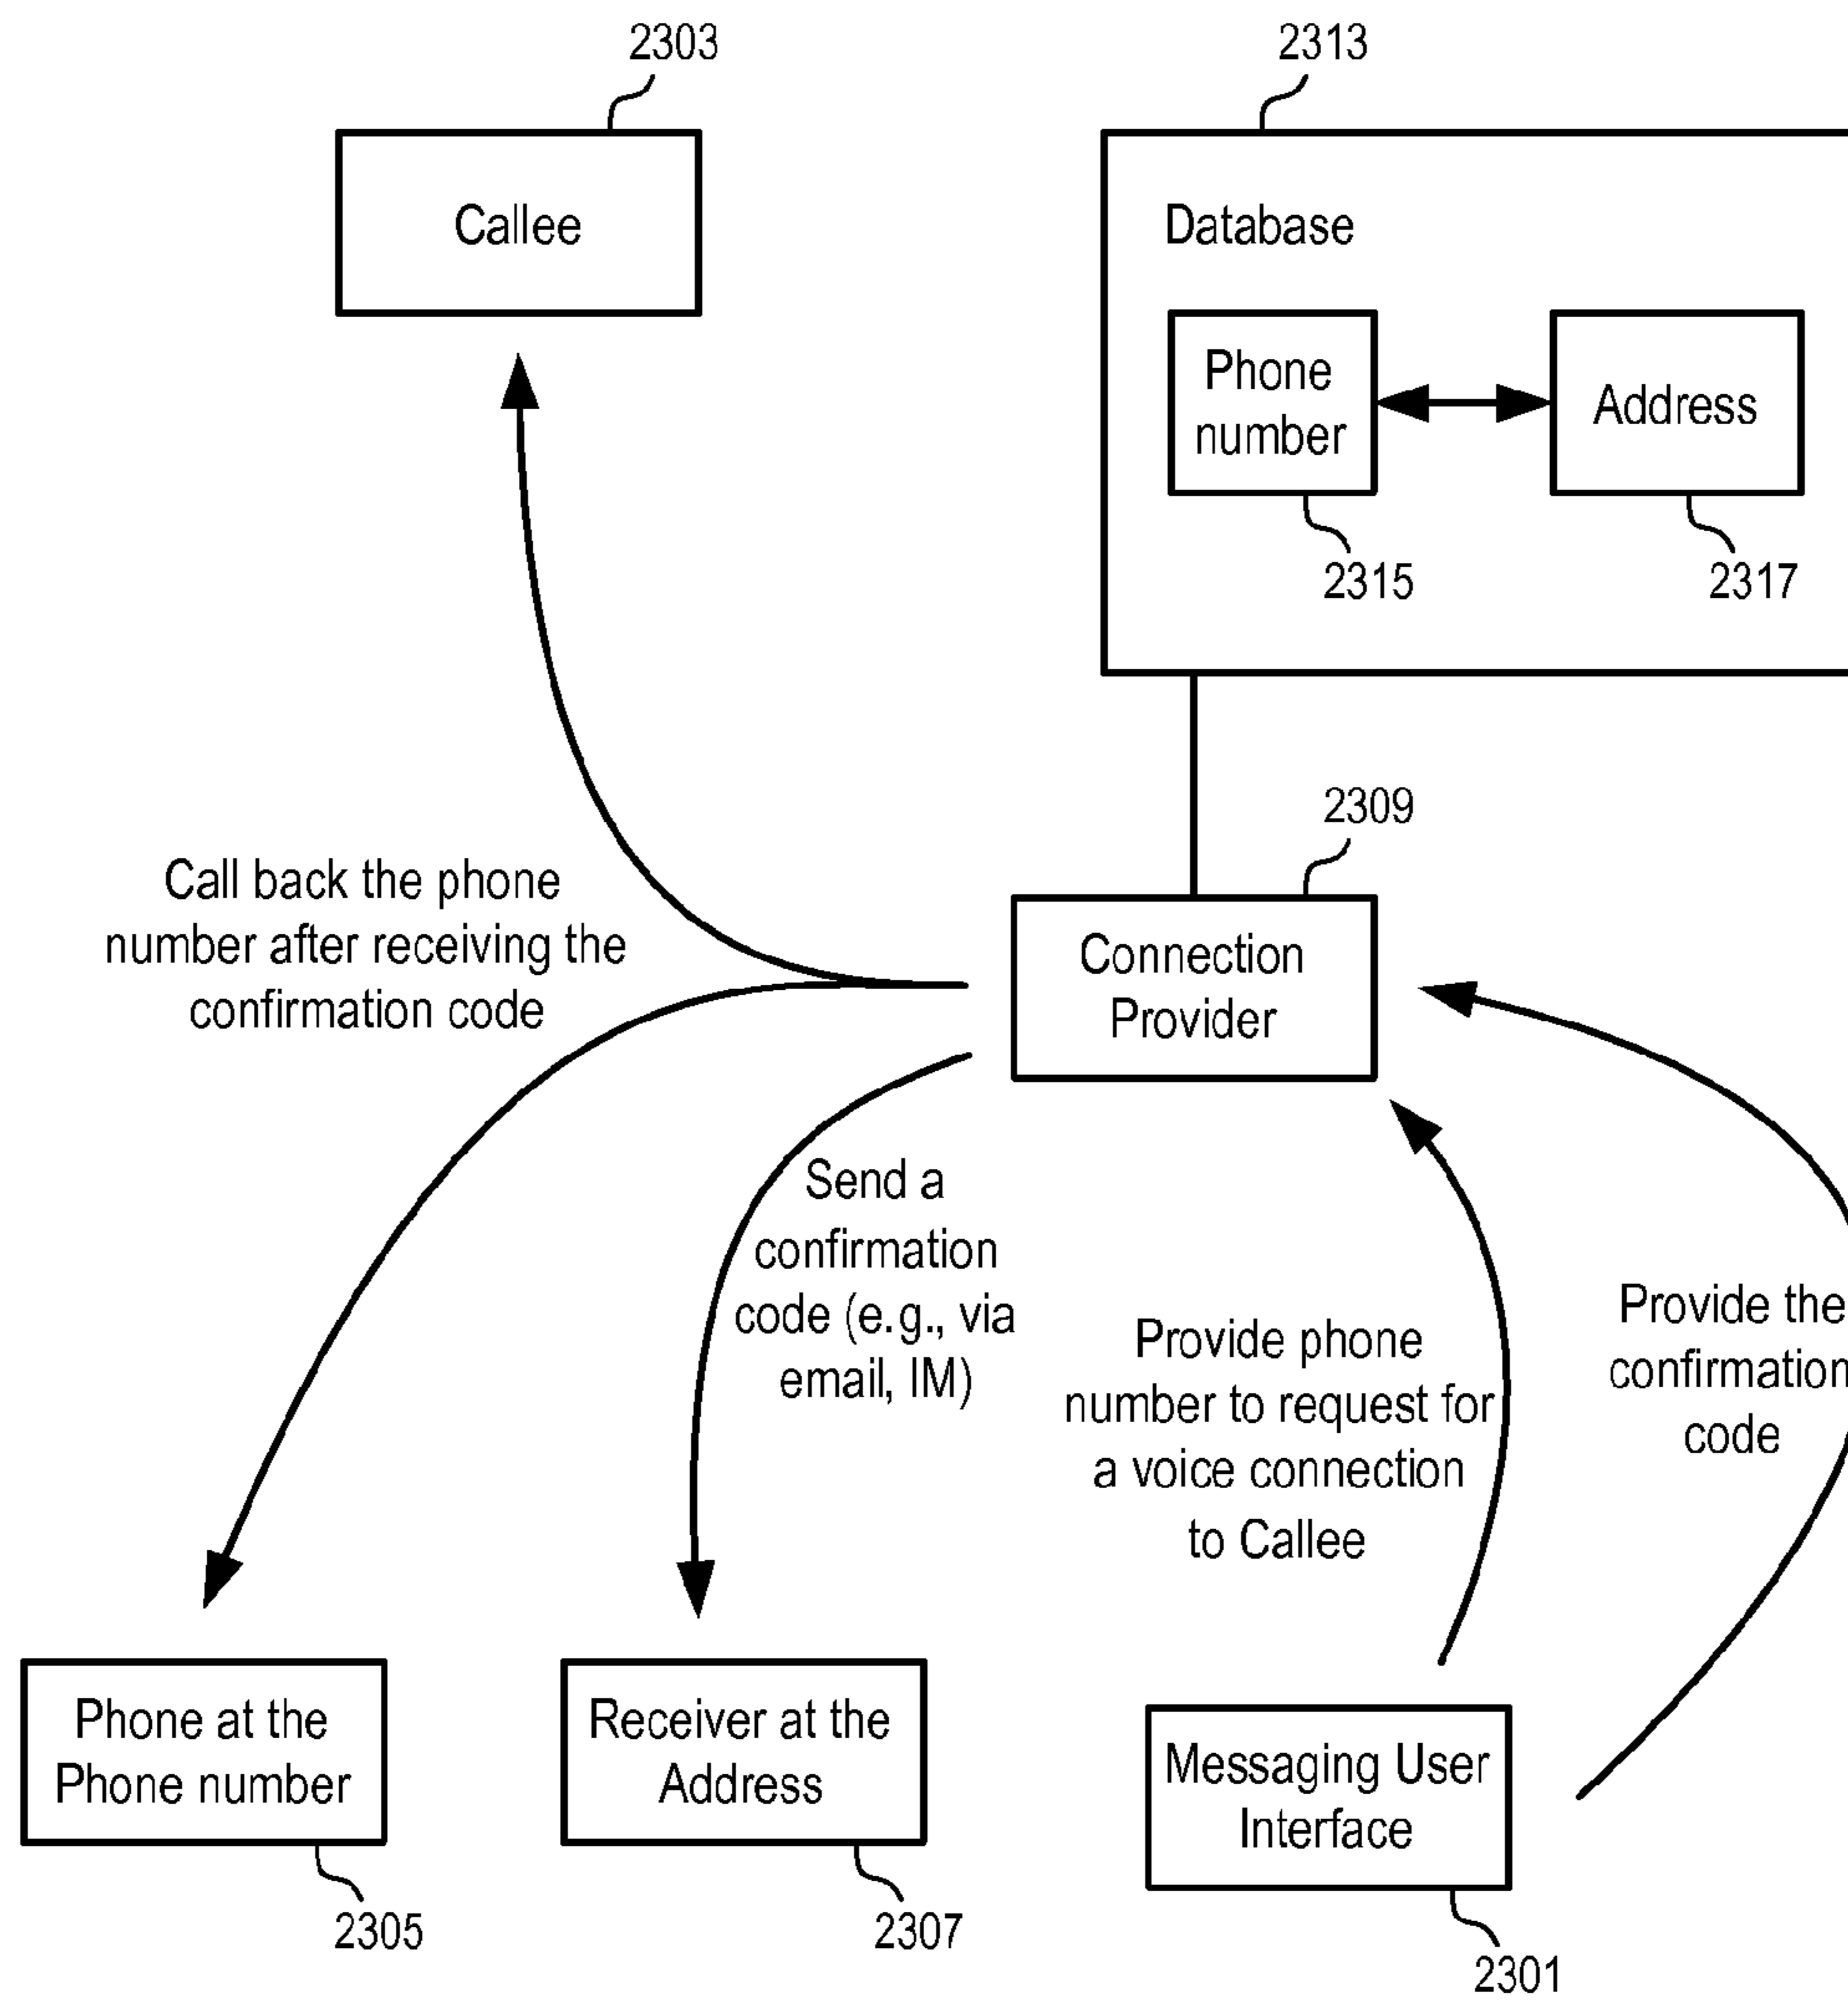 2303
2313
Callee
Database
Phone
number
Address
2315
2317
2309
Call back the phone
number after receiving the
confirmation code
Connection
Provider
Send a
confirmation
code (e.g., via
email, IM)
Provide phone
number to request for
a voice connection
to Callee
Provide the
confirmation
code
Phone at the
Phone number
Receiver at the
Address
Messaging User
Interface
2305
2307
2301